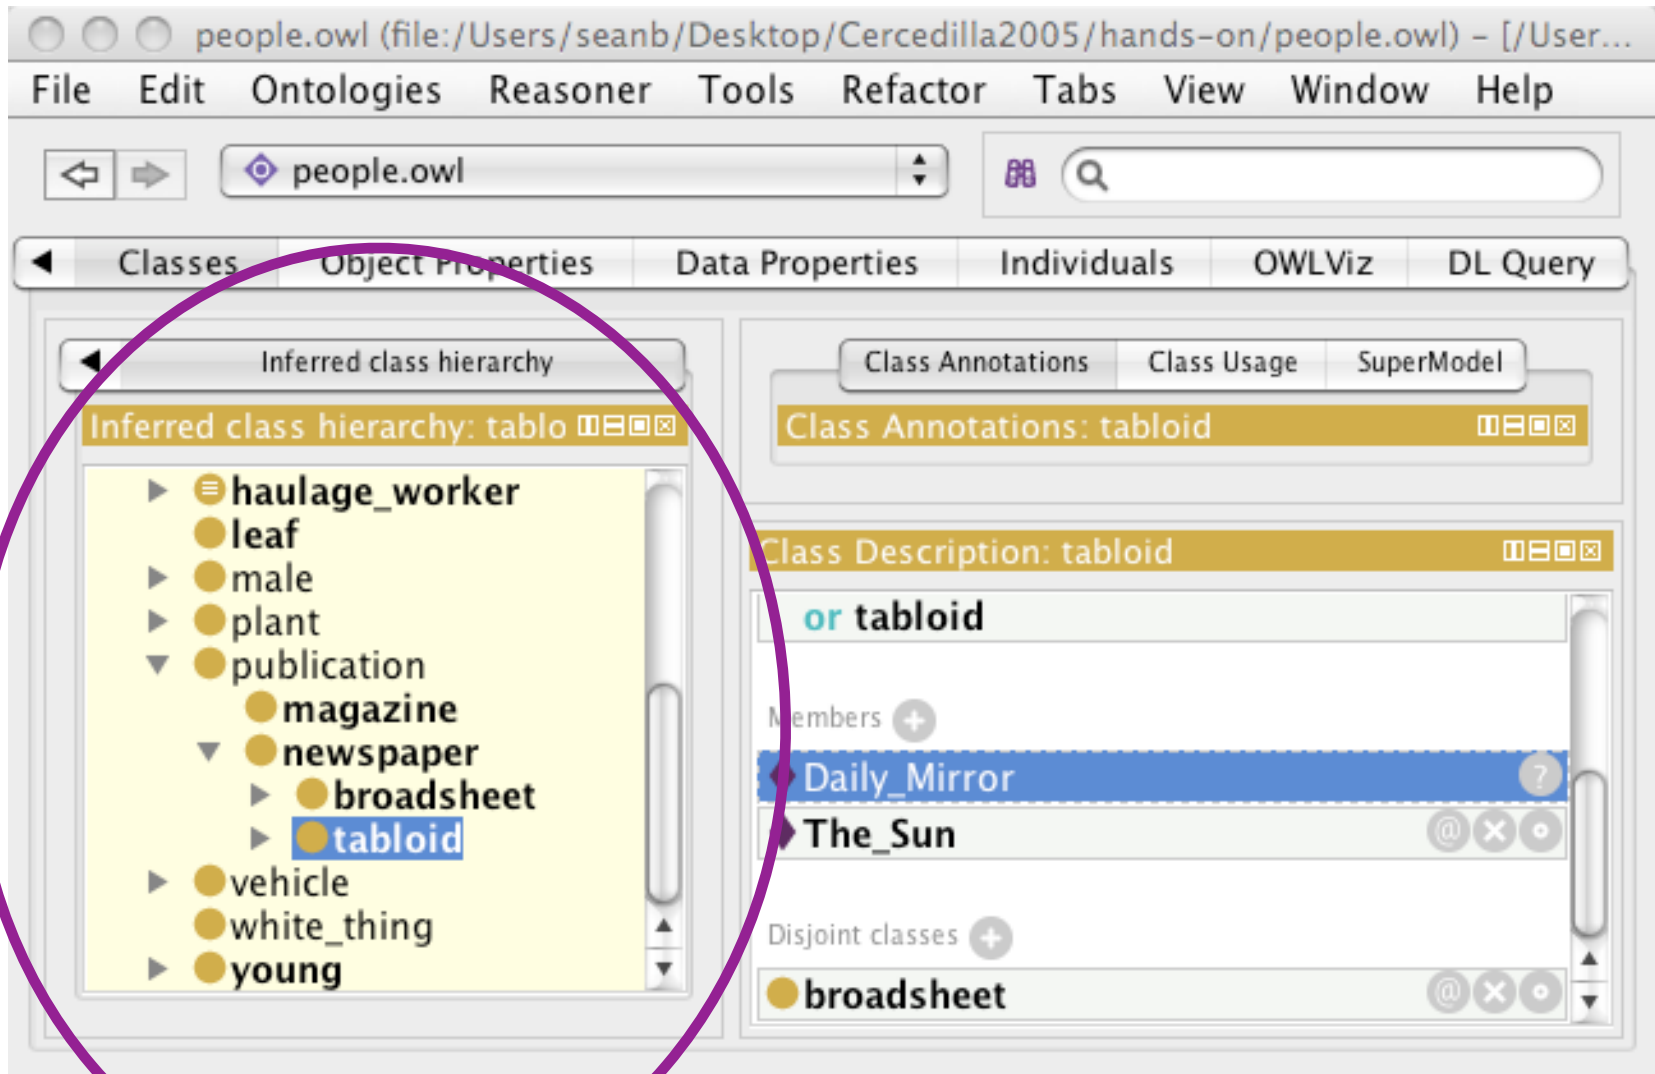 people.owl (file:/Users/seanb/Desktop/Cercedilla2005/hands-on/people.owl) – [/User...
File Edit Ontologies Reasoner Tools Refactor Tabs View Window Help
people.owl
Classes Object Properties Data Properties Individuals OWLViz DL Query
Inferred class hierarchy
Inferred class hierarchy: tablo
haulage_worker
leaf
male
plant
publication
magazine
newspaper
broadsheet
tabloid
vehicle
white_thing
young
Class Annotations Class Usage SuperModel
Class Annotations: tabloid
Class Description: tabloid
or tabloid
Members
Daily_Mirror
The_Sun
Disjoint classes
broadsheet